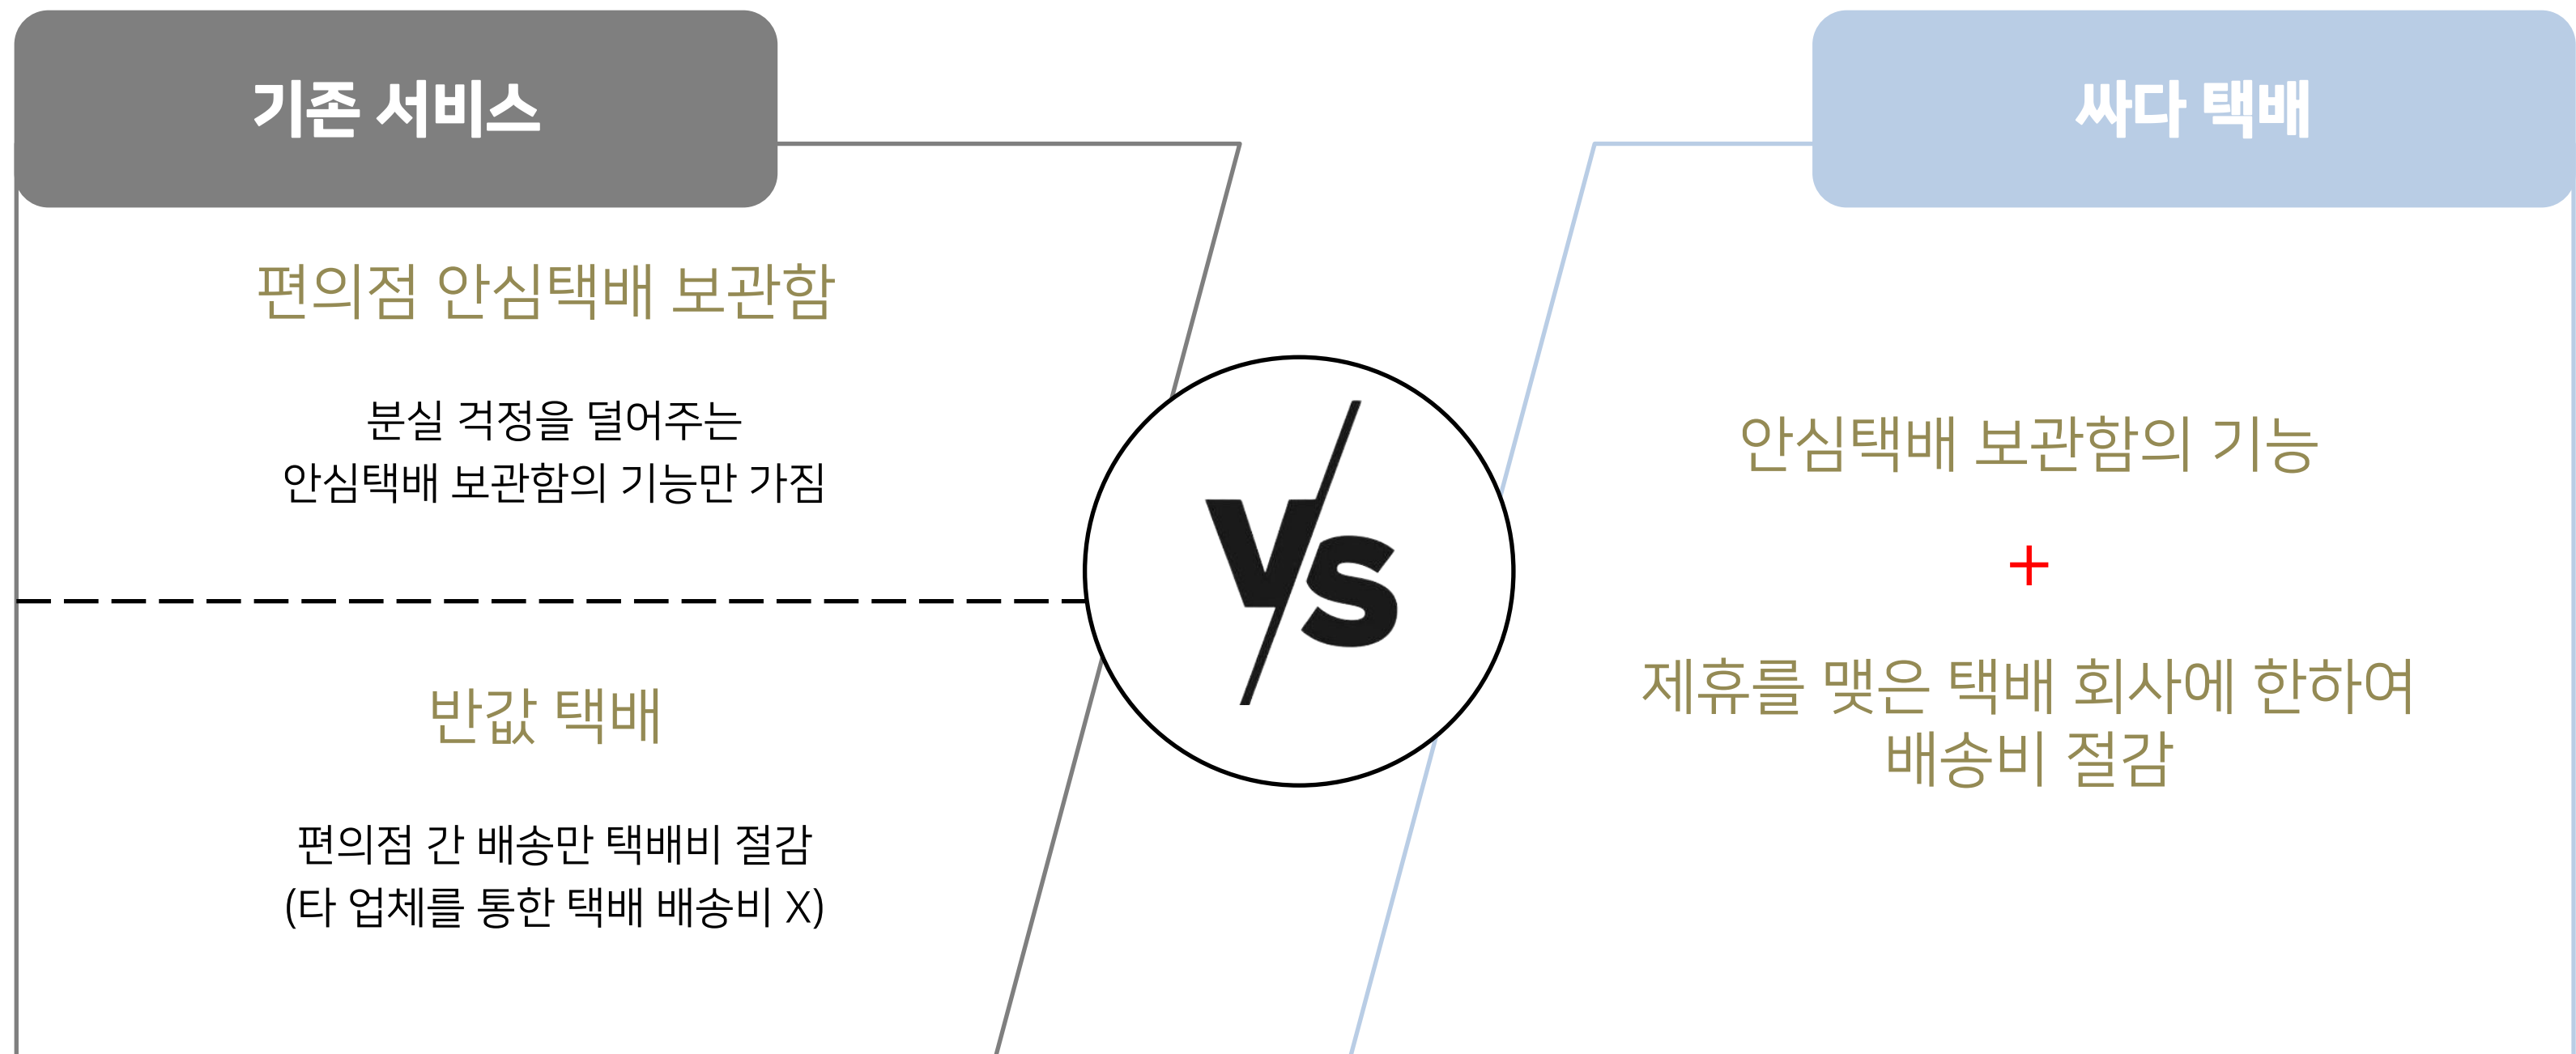 기존 서비스
편의점 안심택배 보관함
분실 걱정을 덜어주는
안심택배 보관함의 기능만 가짐
반값 택배
편의점 간 배송만 택배비 절감
(타 업체를 통한 택배 배송비 X)
VS
싸다 택배
안심택배 보관함의 기능
+
제휴를 맺은 택배 회사에 한하여
배송비 절감